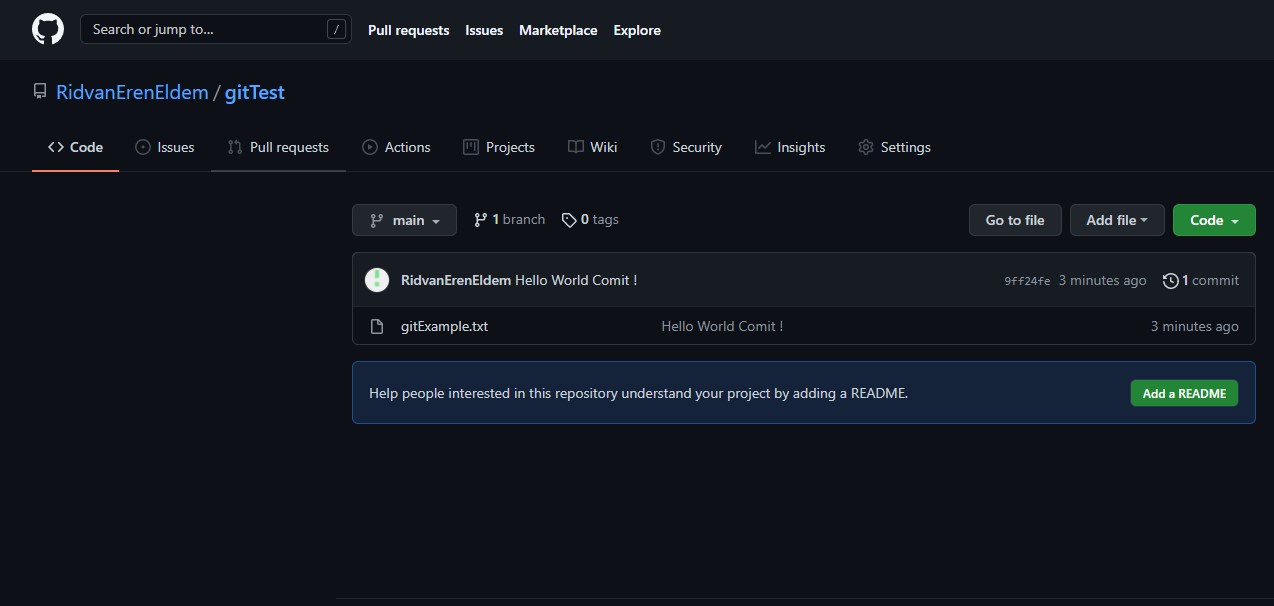 Search or jump to... /
Pull requests Issues Marketplace Explore
RidvanErenEldem / gitTest
<> Code Issues Pull requests Actions Projects Wiki Security Insights Settings
main 1 branch 0 tags Go to file Add file Code
RidvanErenEldem Hello World Comit ! 9ff24fe 3 minutes ago 1 commit
gitExample.txt Hello World Comit ! 3 minutes ago
Help people interested in this repository understand your project by adding a README. Add a README